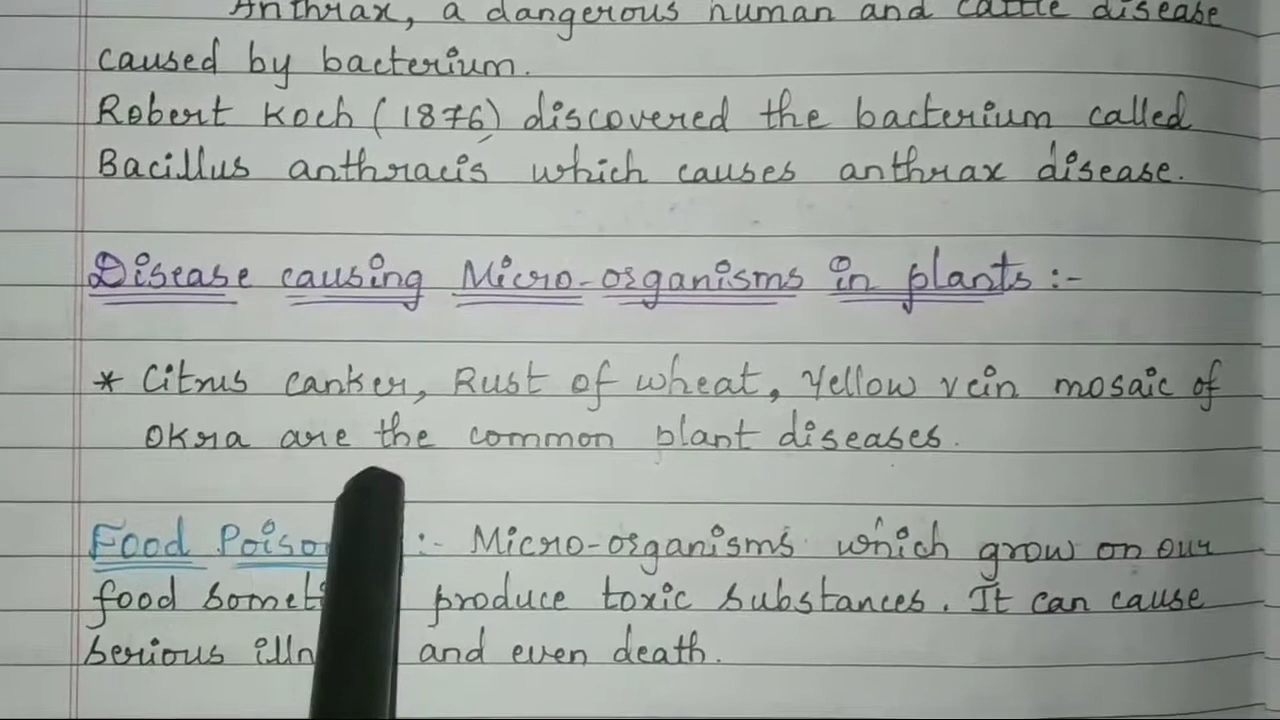 Anthrax, a dangerous human and cattle disease
caused by bacterium.
Robert Koch (1876) discovered the bacterium called
Bacillus anthracis which causes anthrax disease.
Disease causing Micro-organisms in plants :-
* Citrus canker, Rust of wheat, Yellow vein mosaic of
Okra are the common plant diseases.
Food Poiso :- Micro-organisms which grow on our
food somet produce toxic substances. It can cause
serious illn and even death.